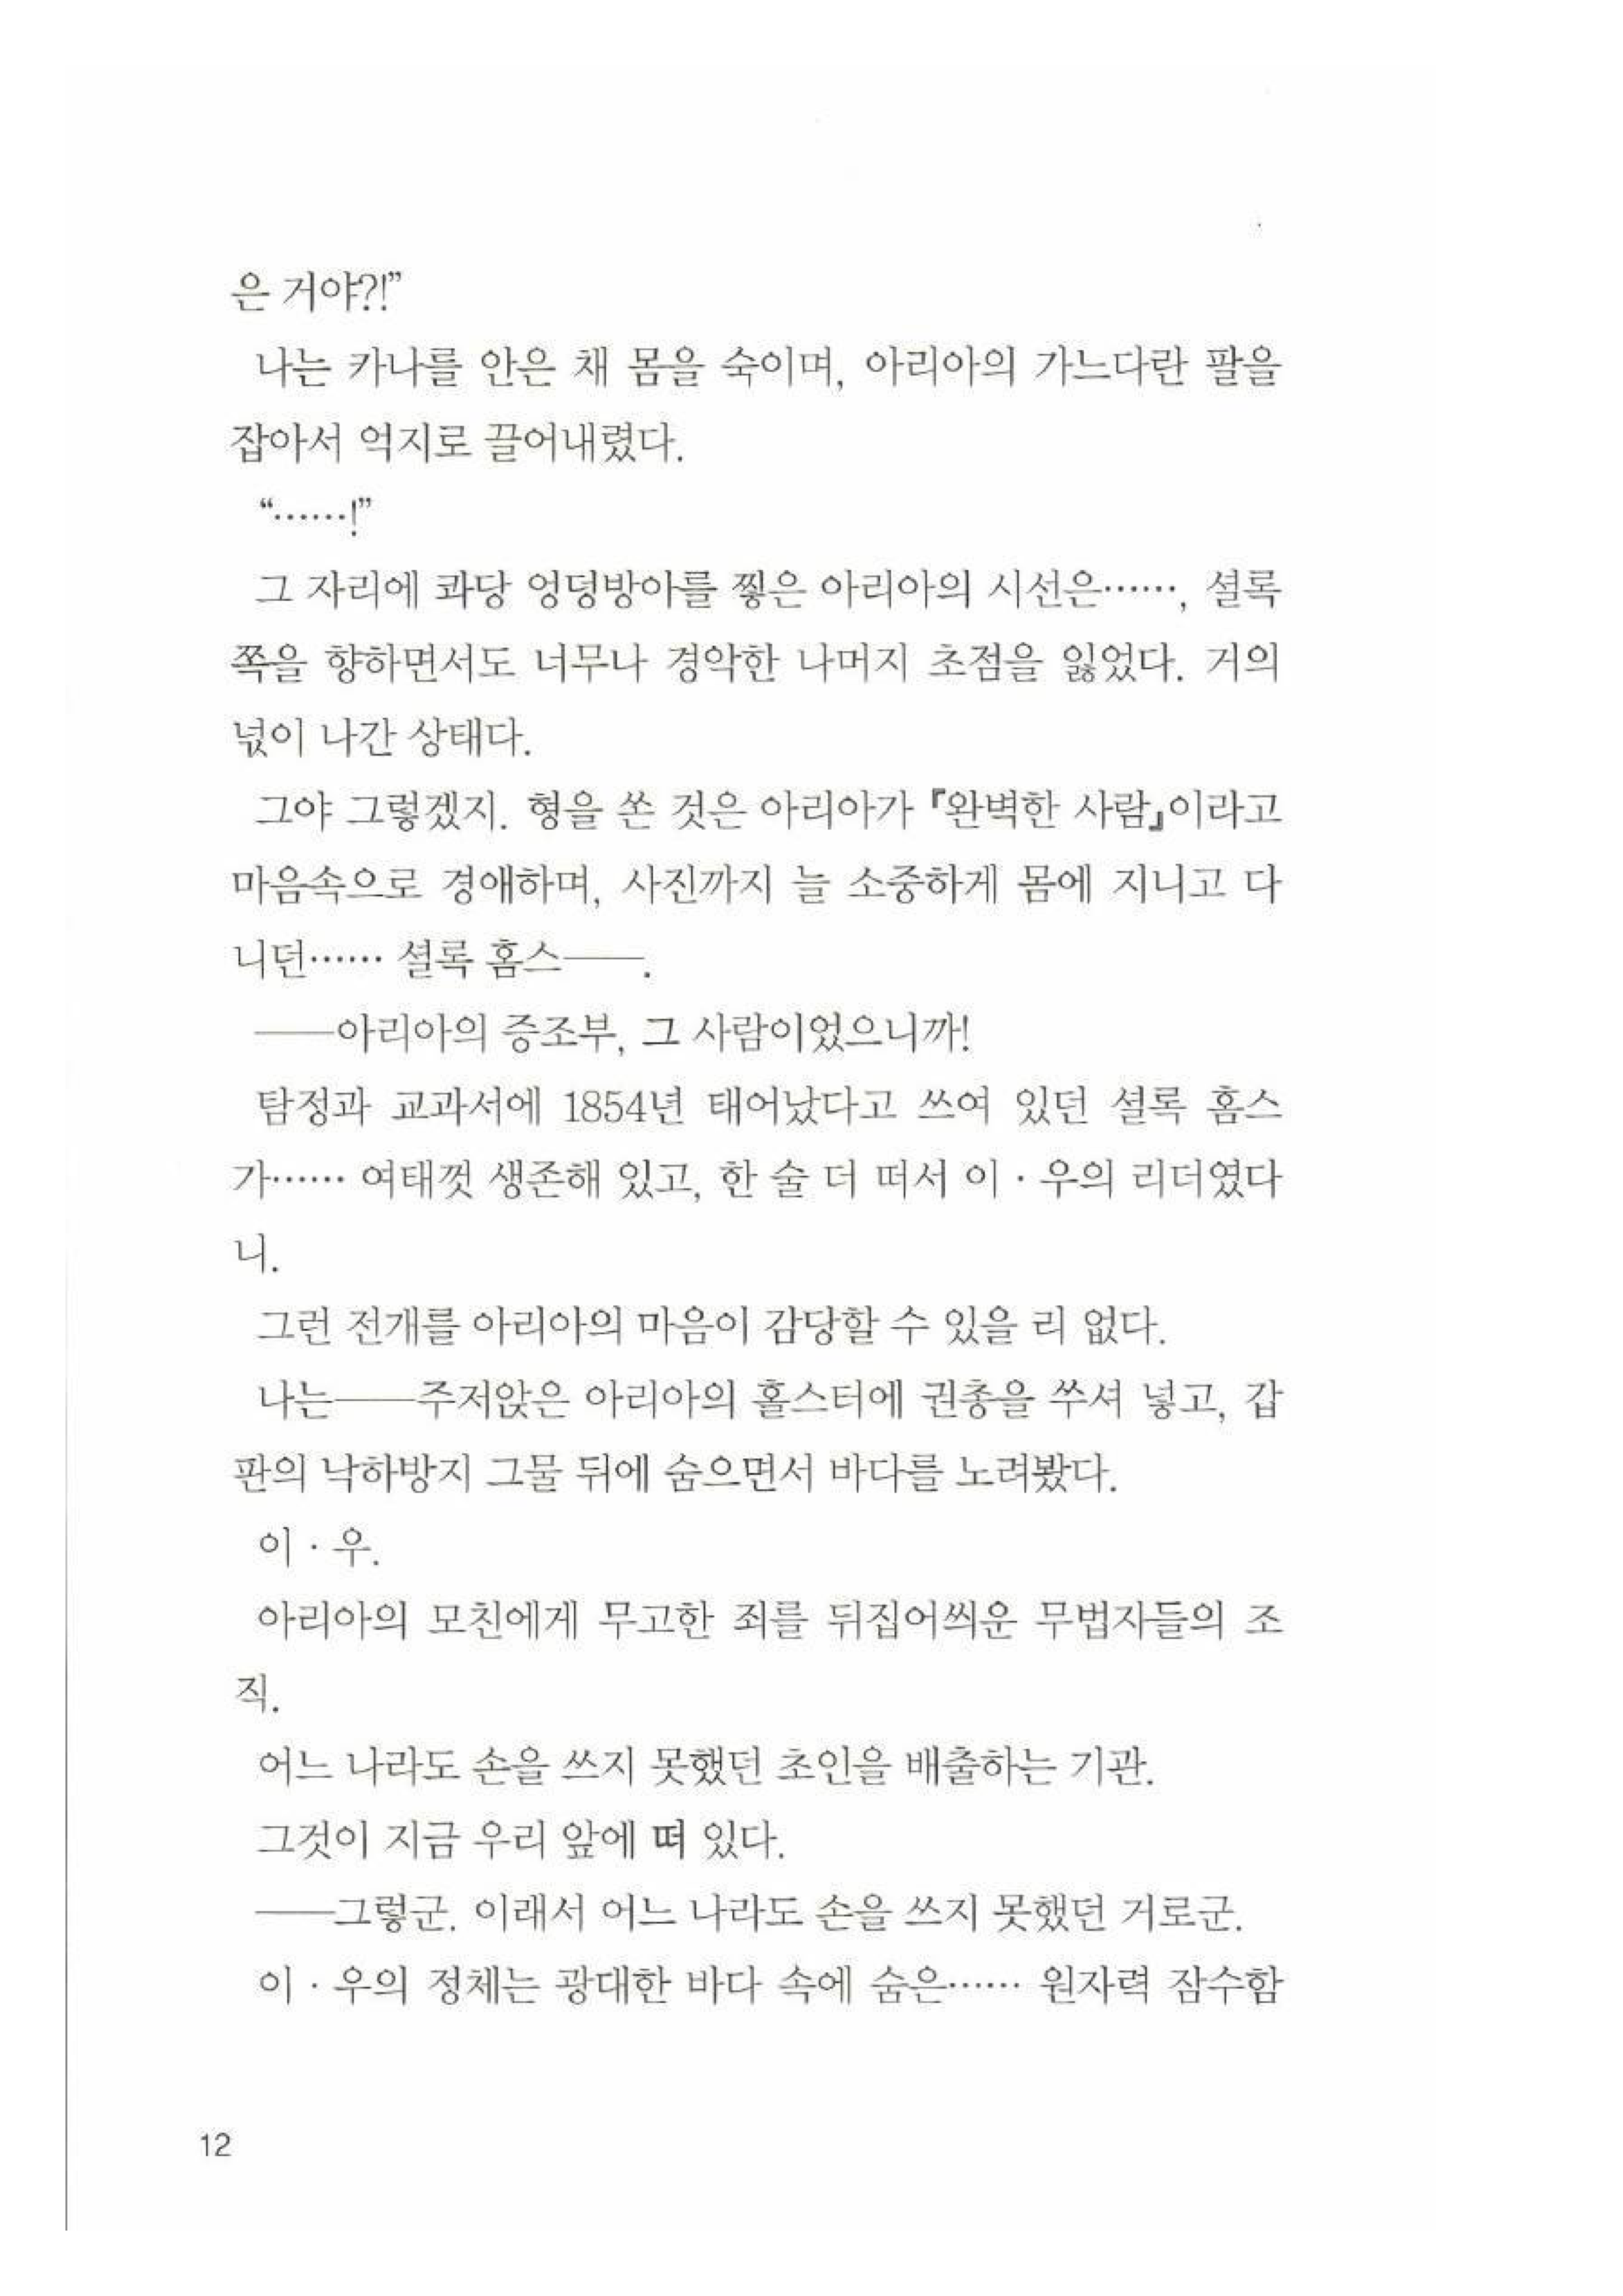 은 거야?!”
나는 카나를 안은 채 몸을 숙이며, 아리아의 가느다란 팔을
잡아서 억지로 끌어내렸다.
“……!”
그 자리에 콰당 엉덩방아를 찧은 아리아의 시선은……, 셜록
쪽을 향하면서도 너무나 경악한 나머지 초점을 잃었다. 거의
넋이 나간 상태다.
그야 그렇겠지. 형을 쏜 것은 아리아가 『완벽한 사람』이라고
마음속으로 경애하며, 사진까지 늘 소중하게 몸에 지니고 다
니던…… 셜록 홈스──.
──아리아의 증조부, 그 사람이었으니까!
탐정과 교과서에 1854년 태어났다고 쓰여 있던 셜록 홈스
가…… 여태껏 생존해 있고, 한 술 더 떠서 이 · 우의 리더였다
니.
그런 전개를 아리아의 마음이 감당할 수 있을 리 없다.
나는──주저앉은 아리아의 홀스터에 권총을 쑤셔 넣고, 갑
판의 낙하방지 그물 뒤에 숨으면서 바다를 노려봤다.
이 · 우.
아리아의 모친에게 무고한 죄를 뒤집어씌운 무법자들의 조
직.
어느 나라도 손을 쓰지 못했던 초인을 배출하는 기관.
그것이 지금 우리 앞에 떠 있다.
──그렇군. 이래서 어느 나라도 손을 쓰지 못했던 거로군.
이 · 우의 정체는 광대한 바다 속에 숨은…… 원자력 잠수함
12